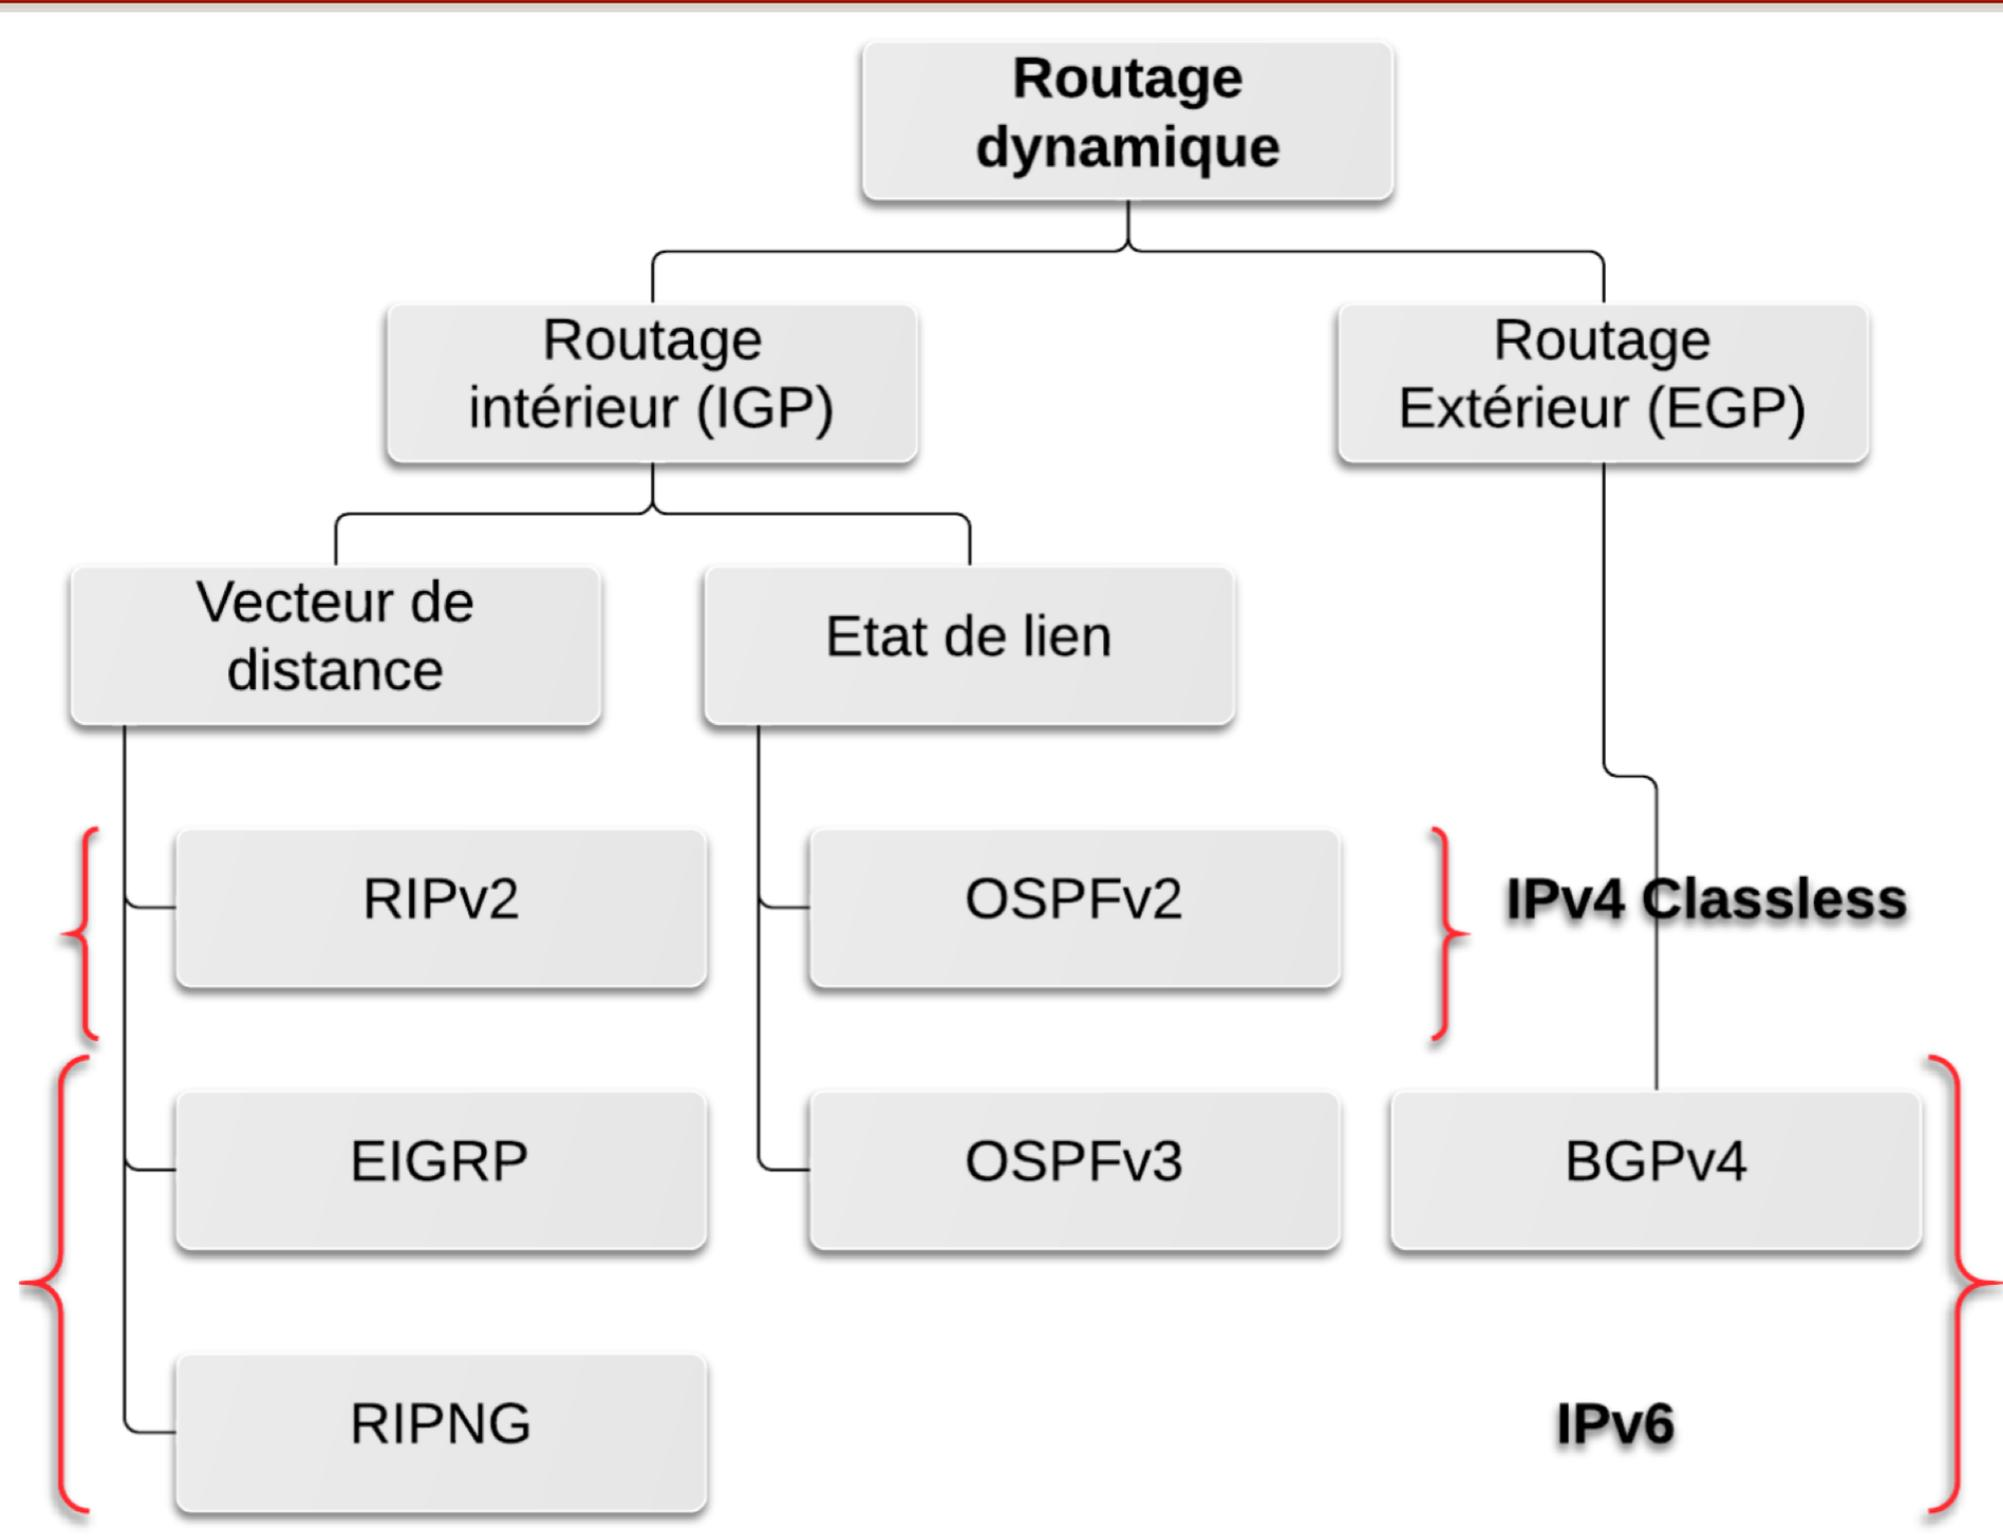 Routage
dynamique
Routage
intérieur (IGP)
Routage
Extérieur (EGP)
Vecteur de
distance
Etat de lien
RIPv2
OSPFv2
IPv4 Classless
EIGRP
OSPFv3
BGPv4
RIPNG
IPv6